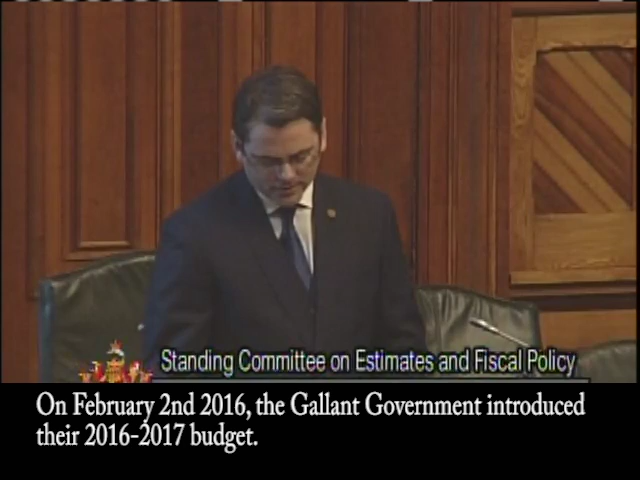 Standing Committee on Estimates and Fiscal Policy
On February 2nd 2016, the Gallant Government introduced
their 2016-2017 budget.